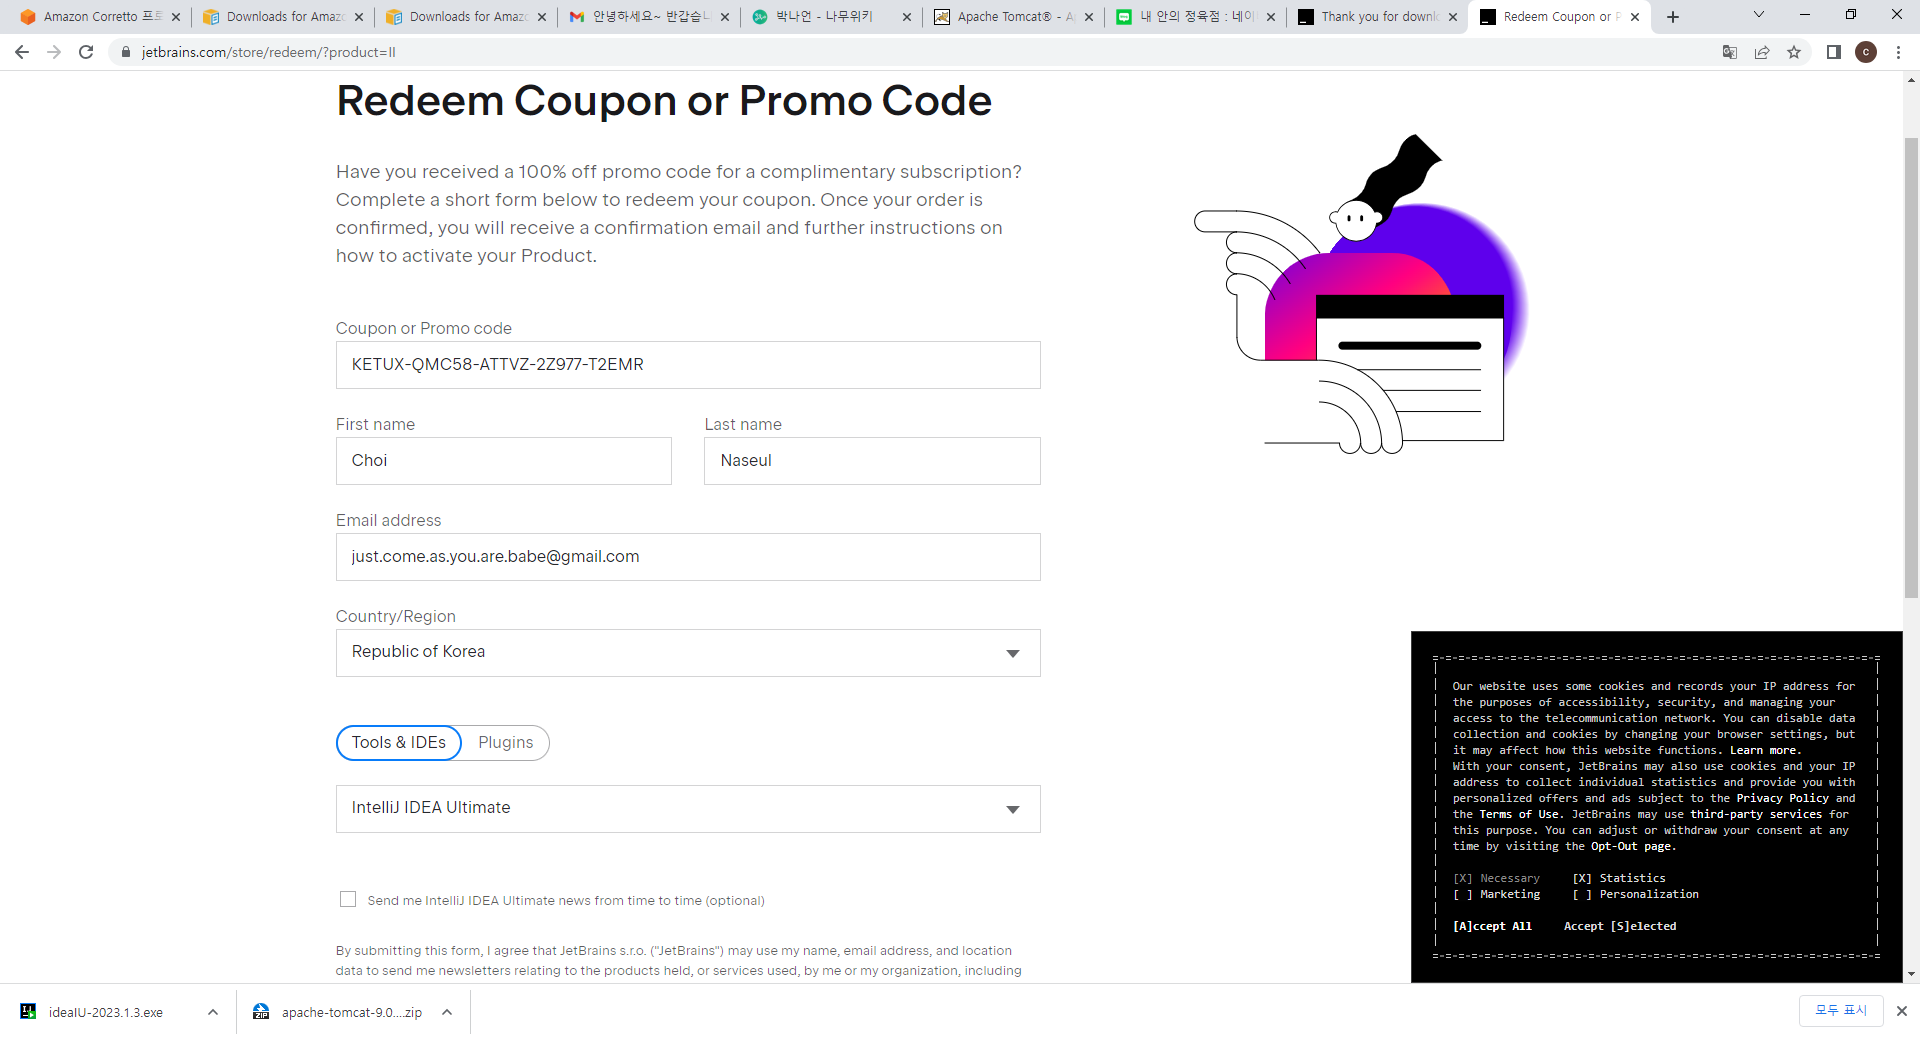 Amazon Corretto 프로
Downloads for Amazo
Downloads for Amazo
안녕하세요~ 반갑습니
박나언 - 나무위키
Apache Tomcat® - A
내 안의 정육점 : 네이
Thank you for downl
Redeem Coupon or P
jetbrains.com/store/redeem/?product=II
c
Redeem Coupon or Promo Code
Have you received a 100% off promo code for a complimentary subscription?
Complete a short form below to redeem your coupon. Once your order is
confirmed, you will receive a confirmation email and further instructions on
how to activate your Product.
Coupon or Promo code
KETUX-QMC58-ATTVZ-2Z977-T2EMR
First name
Last name
Choi
Naseul
Email address
just.come.as.you.are.babe@gmail.com
Country/Region
Republic of Korea
Tools & IDEs
Plugins
IntelliJ IDEA Ultimate
Send me IntelliJ IDEA Ultimate news from time to time (optional)
By submitting this form, I agree that JetBrains s.r.o. ("JetBrains") may use my name, email address, and location
data to send me newsletters relating to the products held, or services used, by me or my organization, including
Our website uses some cookies and records your IP address for
the purposes of accessibility, security, and managing your
access to the telecommunication network. You can disable data
collection and cookies by changing your browser settings, but
it may affect how this website functions. Learn more.
With your consent, JetBrains may also use cookies and your IP
address to collect individual statistics and provide you with
personalized offers and ads subject to the Privacy Policy and
the Terms of Use. JetBrains may use third-party services for
this purpose. You can adjust or withdraw your consent at any
time by visiting the Opt-Out page.
[X] Necessary [X] Statistics
[ ] Marketing [ ] Personalization
[A]ccept All Accept [S]elected
ideaIU-2023.1.3.exe
apache-tomcat-9.0....zip
모두 표시